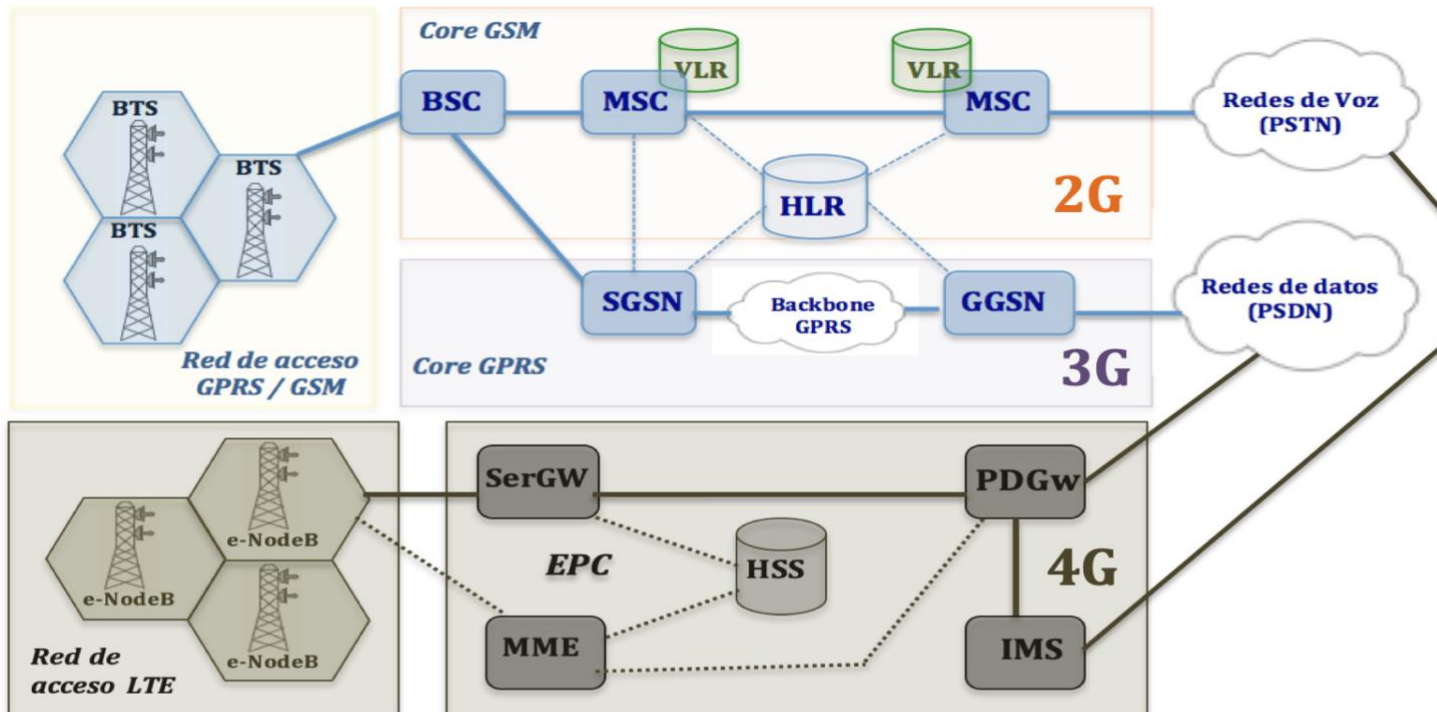 Core GSM
VLR
VLR
BTS
BSC
MSC
MSC
Redes de Voz
(PSTN)
BTS
HLR
2G
BTS
SGSN
Backbone
GPRS
GGSN
Redes de datos
(PSDN)
Red de acceso
GPRS / GSM
Core GPRS
3G
SerGW
PDGw
e-NodeB
e-NodeB
EPC
HSS
4G
MME
IMS
Red de
acceso LTE
e-NodeB